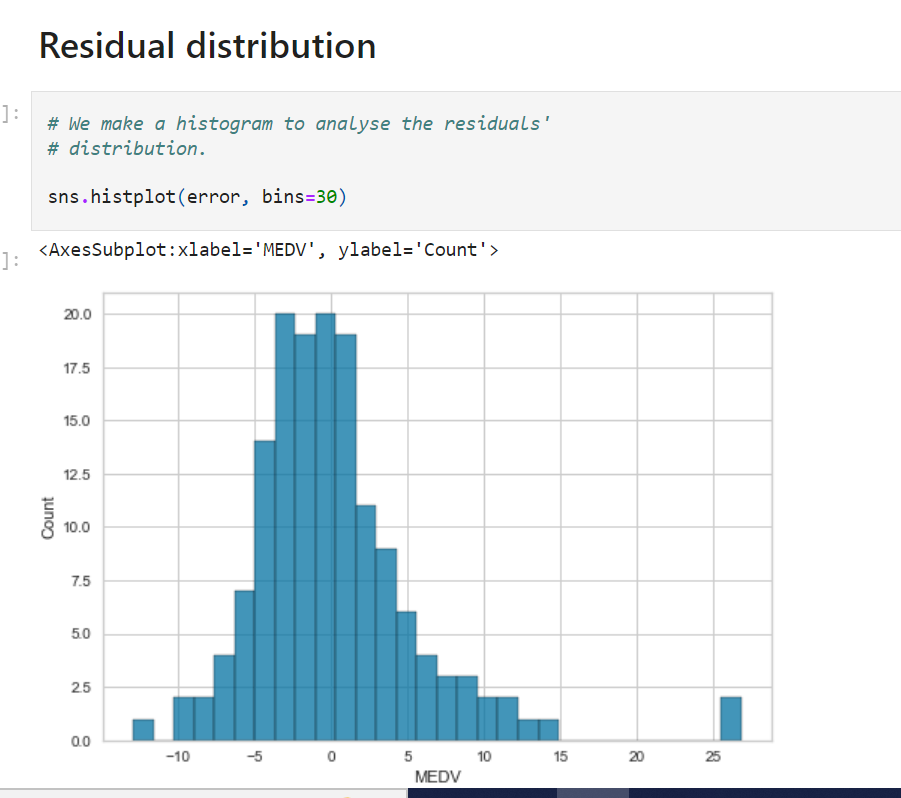 Residual distribution
]:
# We make a histogram to analyse the residuals'
# distribution.
sns.histplot(error, bins=30)
]:
<AxesSubplot:xlabel='MEDV', ylabel='Count'>
20.0
17.5
15.0
12.5
10.0
7.5
5.0
2.5
0.0
Count
−10 −5 0 5 10 15 20 25
MEDV